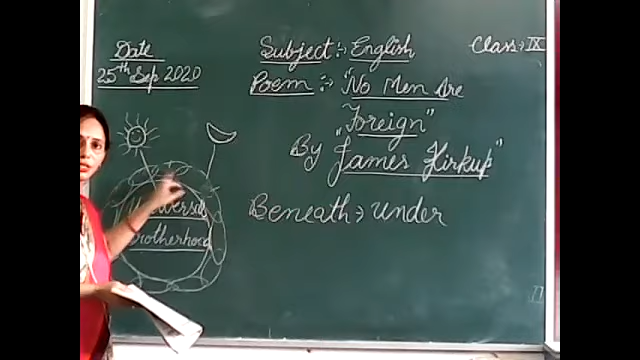 Date
25th Sep 2020
Subject:- English
Class:- IX
Poem:- "No Men Are
Foreign"
By James Kirkup"
Universal
Brotherhood
Beneath → under